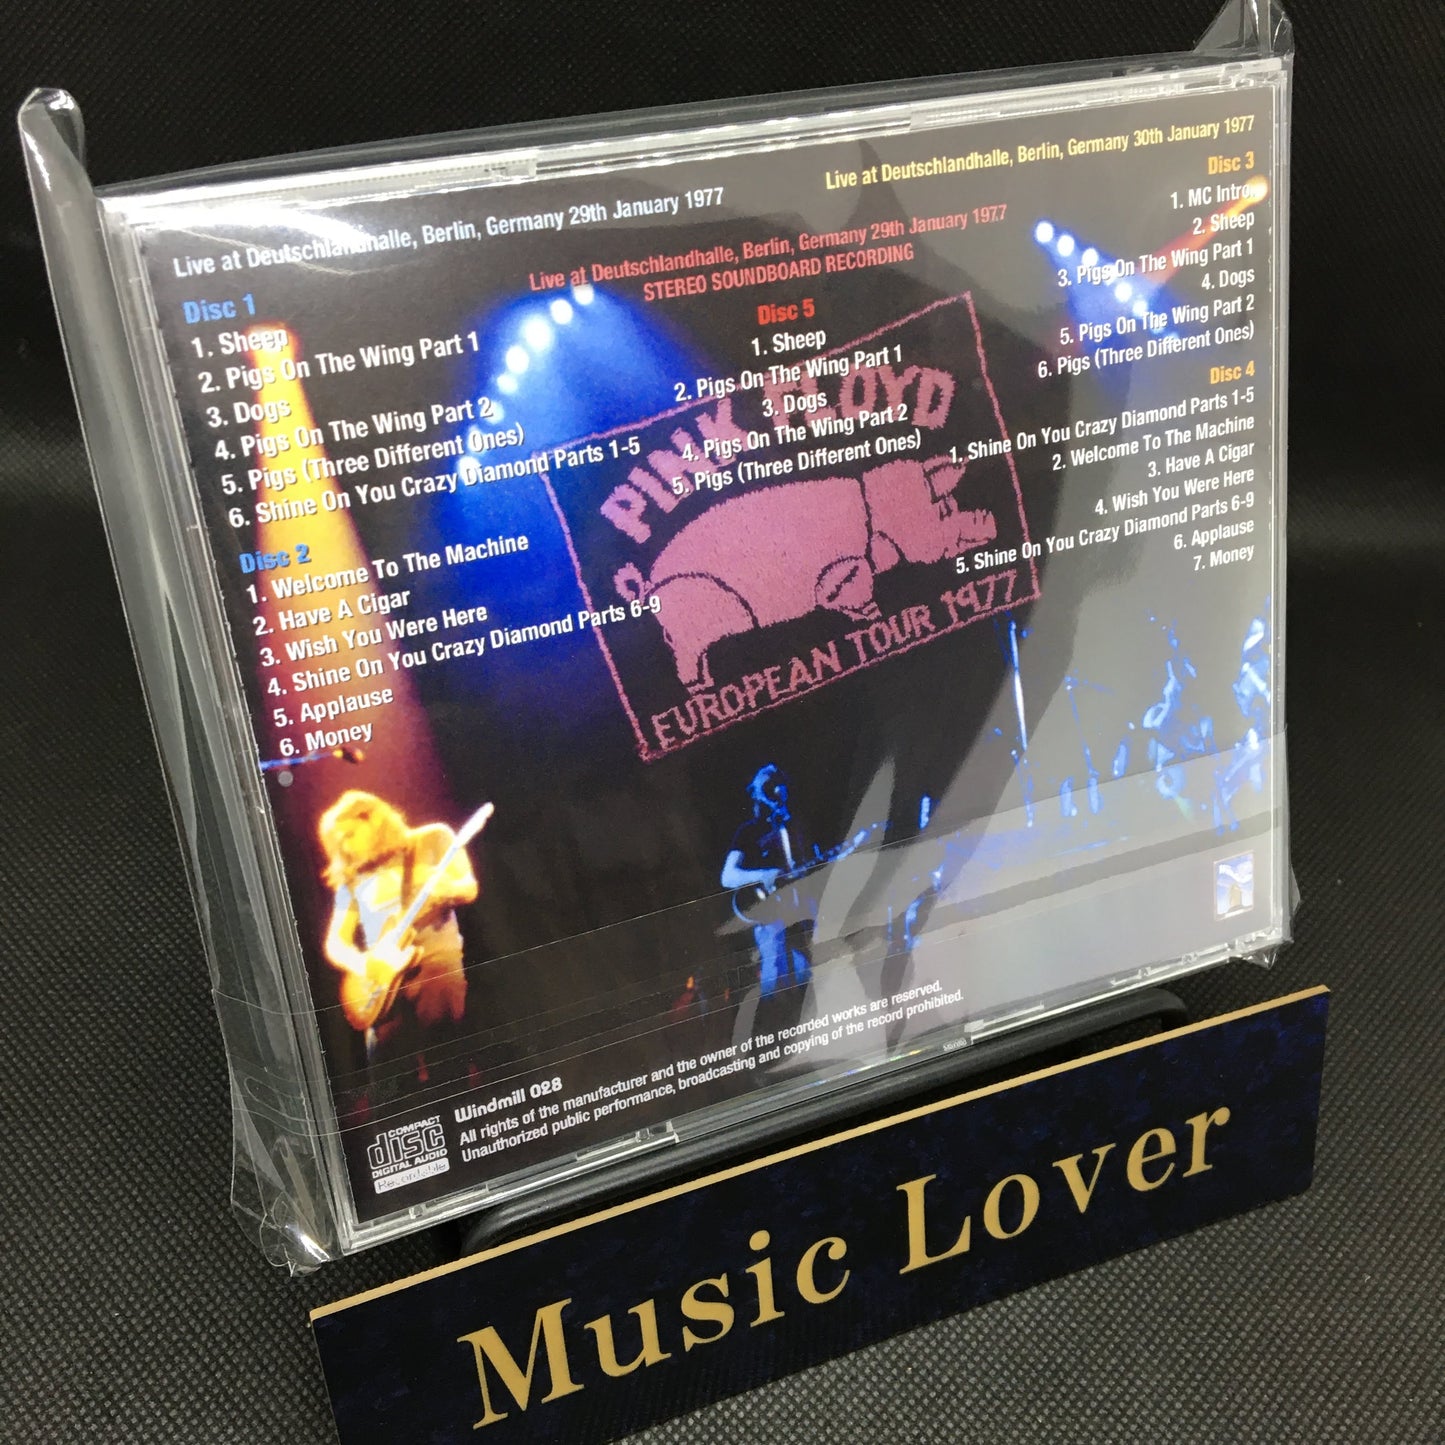 Live at Deutschlandhalle, Berlin, Germany 29th January 1977
Disc 1
1. Sheep
2. Pigs On The Wing Part 1
3. Dogs
4. Pigs On The Wing Part 2
5. Pigs (Three Different Ones)
6. Shine On You Crazy Diamond Parts 1-5
Disc 2
1. Welcome To The Machine
2. Have A Cigar
3. Wish You Were Here
4. Shine On You Crazy Diamond Parts 6-9
5. Applause
6. Money
Live at Deutschlandhalle, Berlin, Germany 29th January 1977
STEREO SOUNDBOARD RECORDING
Disc 5
1. Sheep
2. Pigs On The Wing Part 1
3. Dogs
4. Pigs On The Wing Part 2
5. Pigs (Three Different Ones)
PINK FLOYD
EUROPEAN TOUR 1977
Live at Deutschlandhalle, Berlin, Germany 30th January 1977
Disc 3
1. MC Intro
2. Sheep
3. Pigs On The Wing Part 1
4. Dogs
5. Pigs On The Wing Part 2
6. Pigs (Three Different Ones)
Disc 4
1. Shine On You Crazy Diamond Parts 1-5
2. Welcome To The Machine
3. Have A Cigar
4. Wish You Were Here
5. Shine On You Crazy Diamond Parts 6-9
6. Applause
7. Money
COMPACT
disc
DIGITAL AUDIO
Recordable
Windmill 028
All rights of the manufacturer and the owner of the recorded works are reserved.
Unauthorized public performance, broadcasting and copying of the record prohibited.
Music Lover